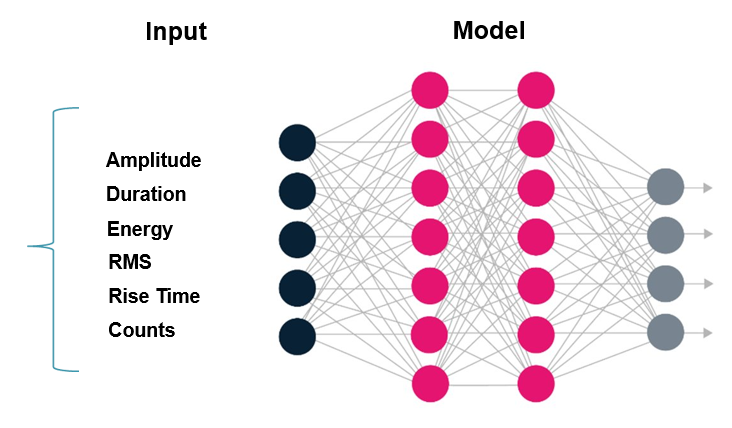 Input
Model
Amplitude
Duration
Energy
RMS
Rise Time
Counts